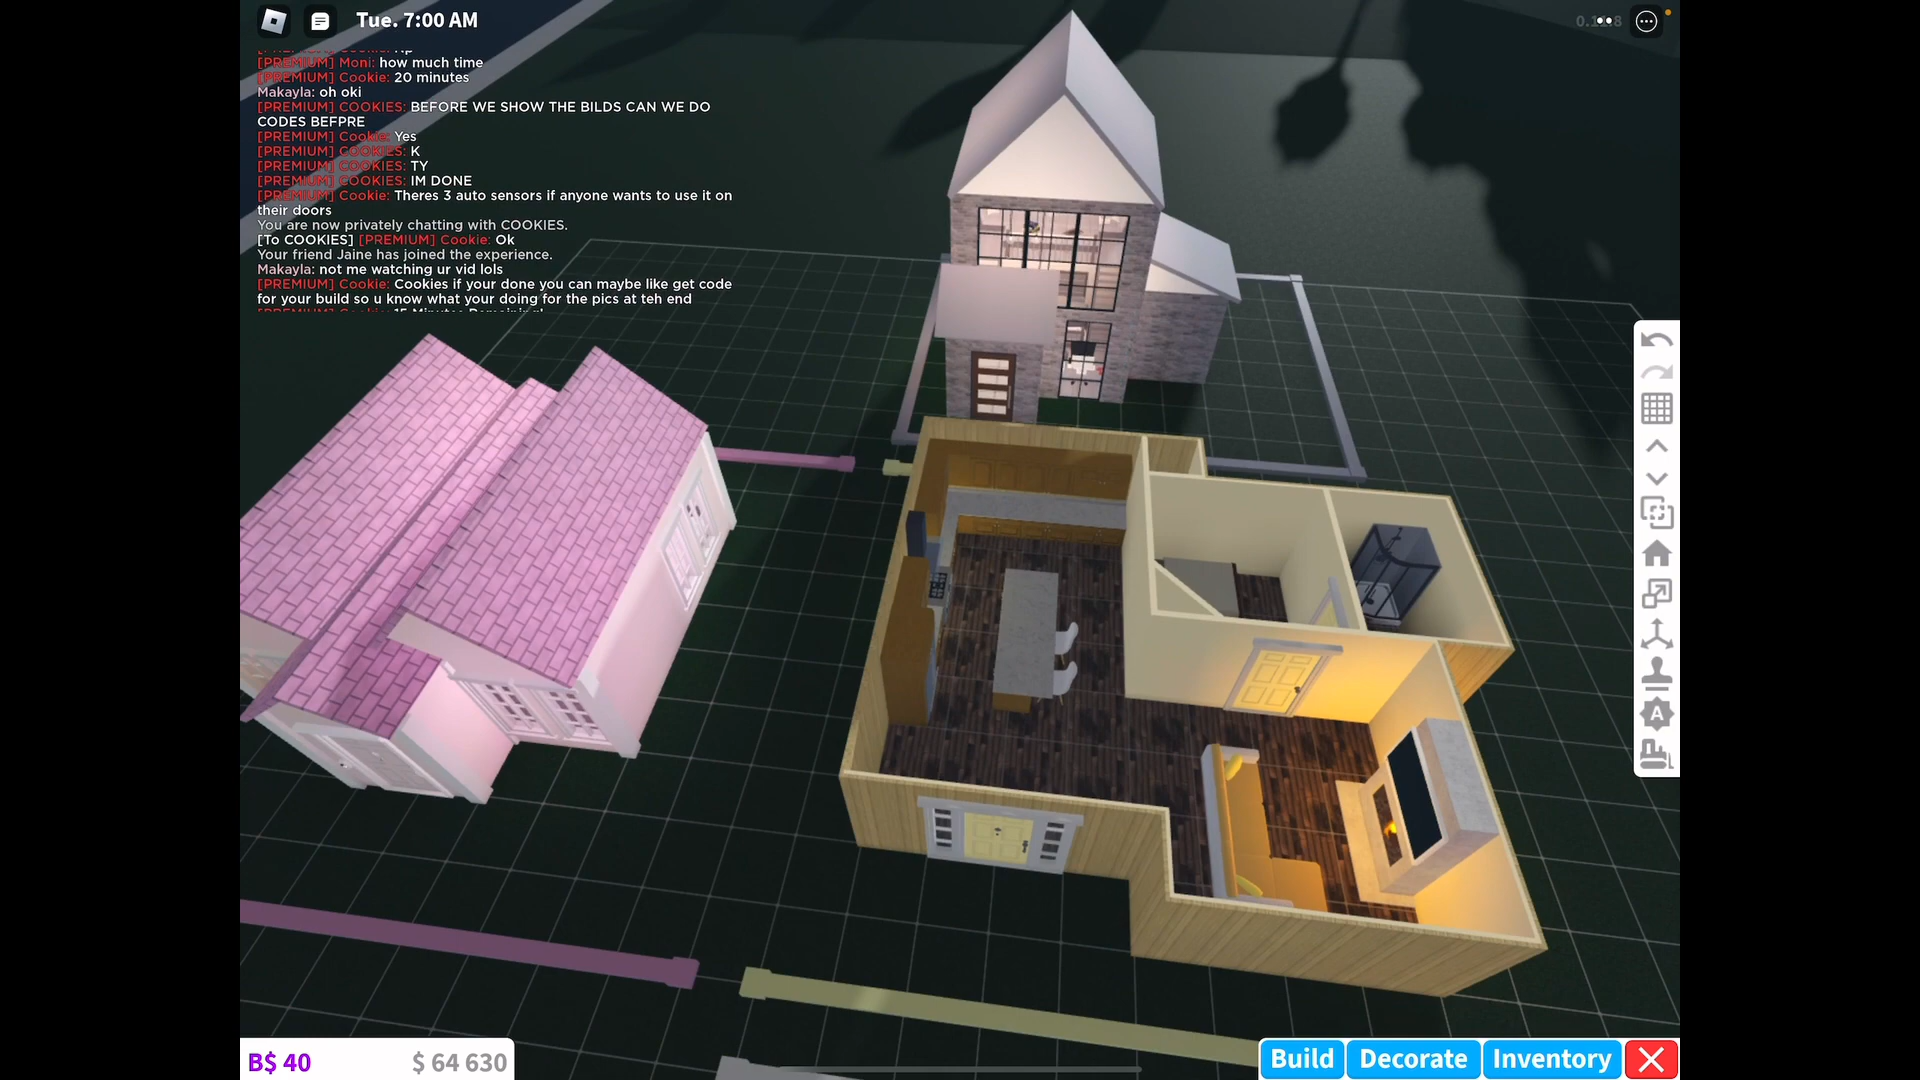 Tue. 7:00 AM
[PREMIUM] Moni: how much time
[PREMIUM] Cookie: 20 minutes
Makayla: oh oki
[PREMIUM] COOKIES: BEFORE WE SHOW THE BILDS CAN WE DO
CODES BEFPRE
[PREMIUM] Cookie: Yes
[PREMIUM] COOKIES: K
[PREMIUM] COOKIES: TY
[PREMIUM] COOKIES: IM DONE
[PREMIUM] Cookie: Theres 3 auto sensors if anyone wants to use it on
their doors
You are now privately chatting with COOKIES.
[To COOKIES] [PREMIUM] Cookie: Ok
Your friend Jaine has joined the experience.
Makayla: not me watching ur vid lols
[PREMIUM] Cookie: Cookies if your done you can maybe like get code
for your build so u know what your doing for the pics at teh end
A
B$ 40
$ 64 630
Build
Decorate
Inventory